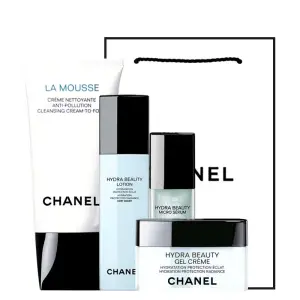 LA MOUSSE
CRÈME NETTOYANTE
ANTI-POLLUTION
CLEANSING CREAM-TO-FO
CHANEL
HYDRA BEAUTY
LOTION
CHANEL
HYDRA BEAUTY
MICRO SÉRUM
NEL
HYDRA BEAUTY
GEL CRÈME
HYDRATATION PROTECTION ÉCLAT
HYDRATION PROTECTION RADIANCE
CHANEL